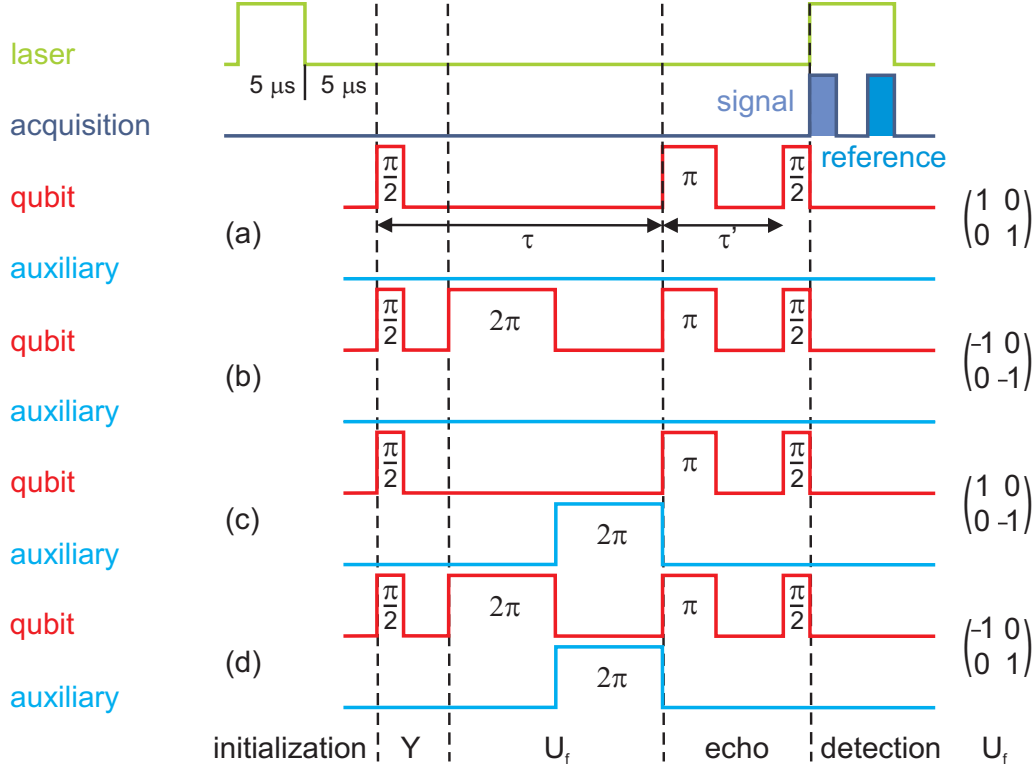 laser
5 μs 5 μs
signal
acquisition
reference
qubit π/2 π π/2 (1 0
0 1)
(a) τ τ’
auxiliary
qubit π/2 2π π π/2 (-1 0
0 -1)
(b)
auxiliary
qubit π/2 π π/2 (1 0
0 -1)
(c)
auxiliary 2π
qubit π/2 2π π π/2 (-1 0
0 1)
(d)
auxiliary 2π
initialization Y U_f echo detection U_f